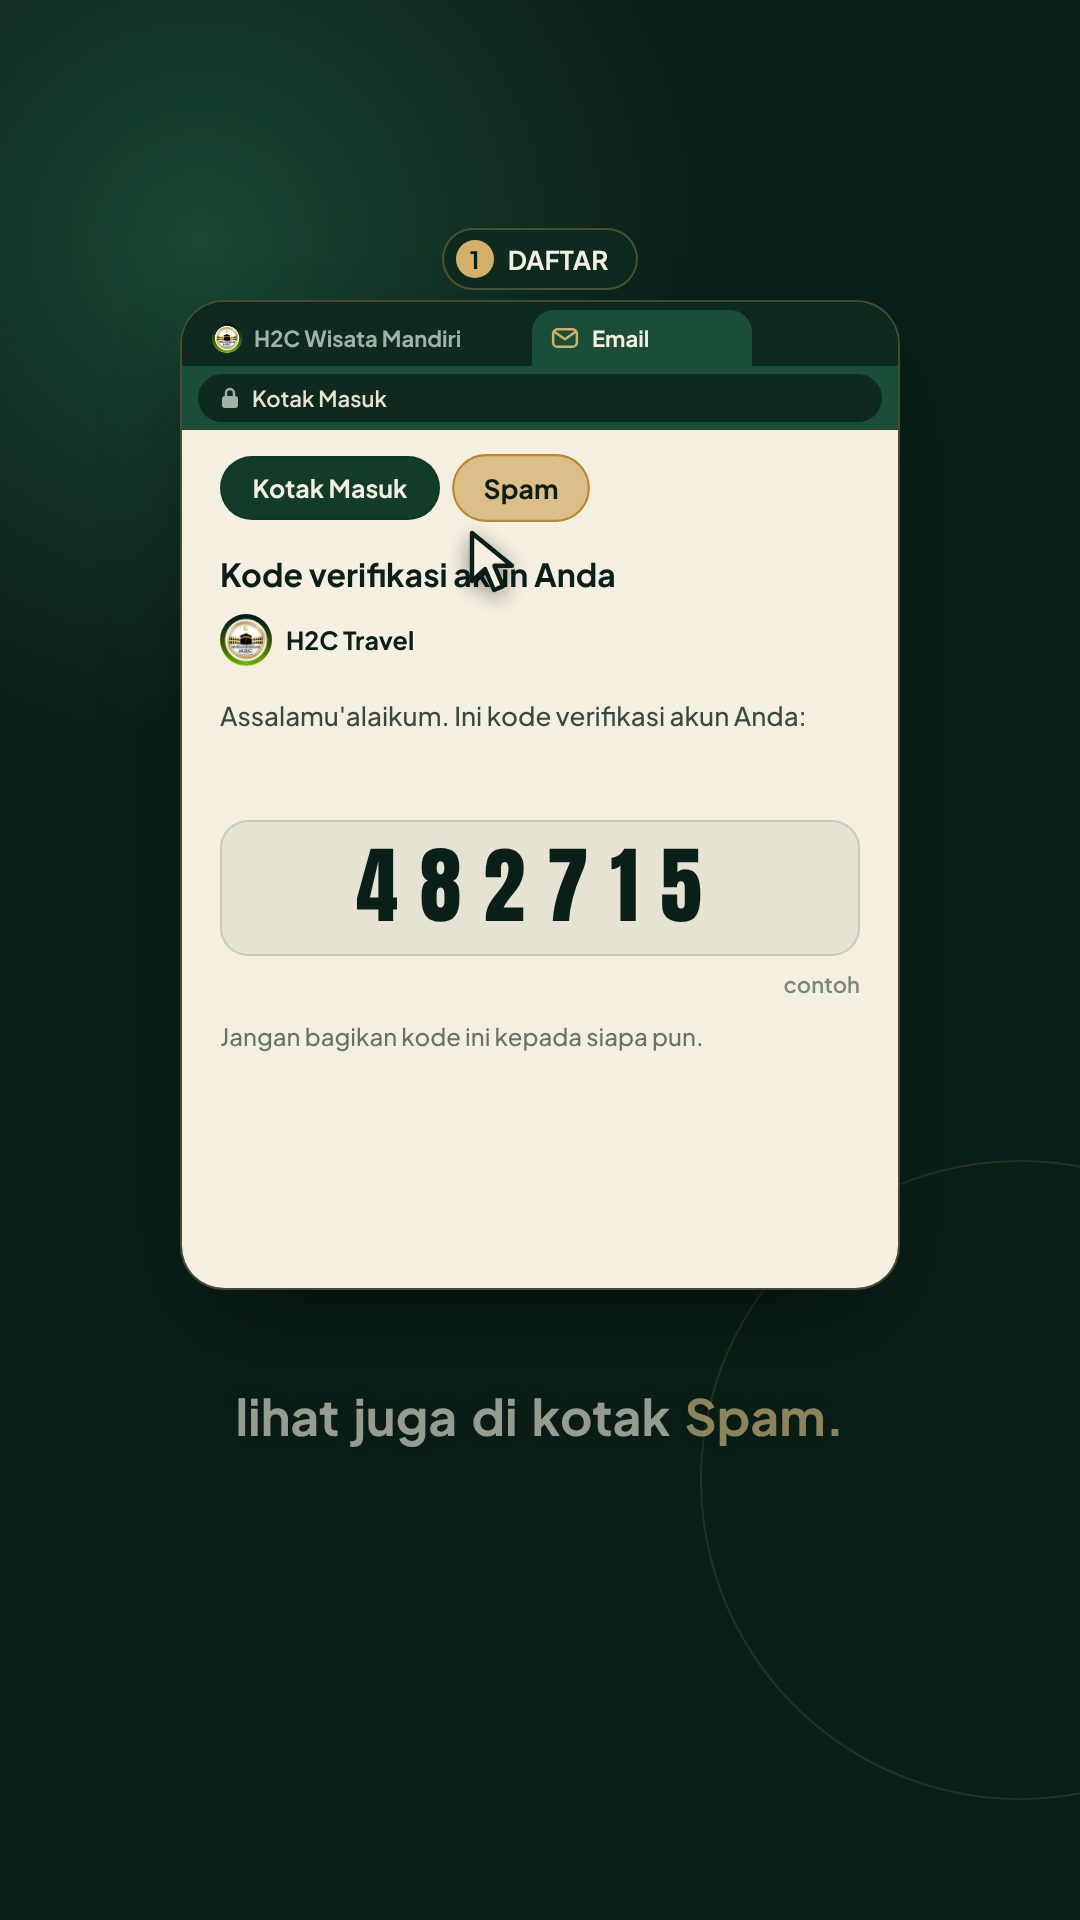 1 DAFTAR
H2C Wisata Mandiri
Email
Kotak Masuk
Kotak Masuk
Spam
Kode verifikasi akun Anda
H2C Travel
Assalamu'alaikum. Ini kode verifikasi akun Anda:
4 8 2 7 1 5
contoh
Jangan bagikan kode ini kepada siapa pun.
lihat juga di kotak Spam.